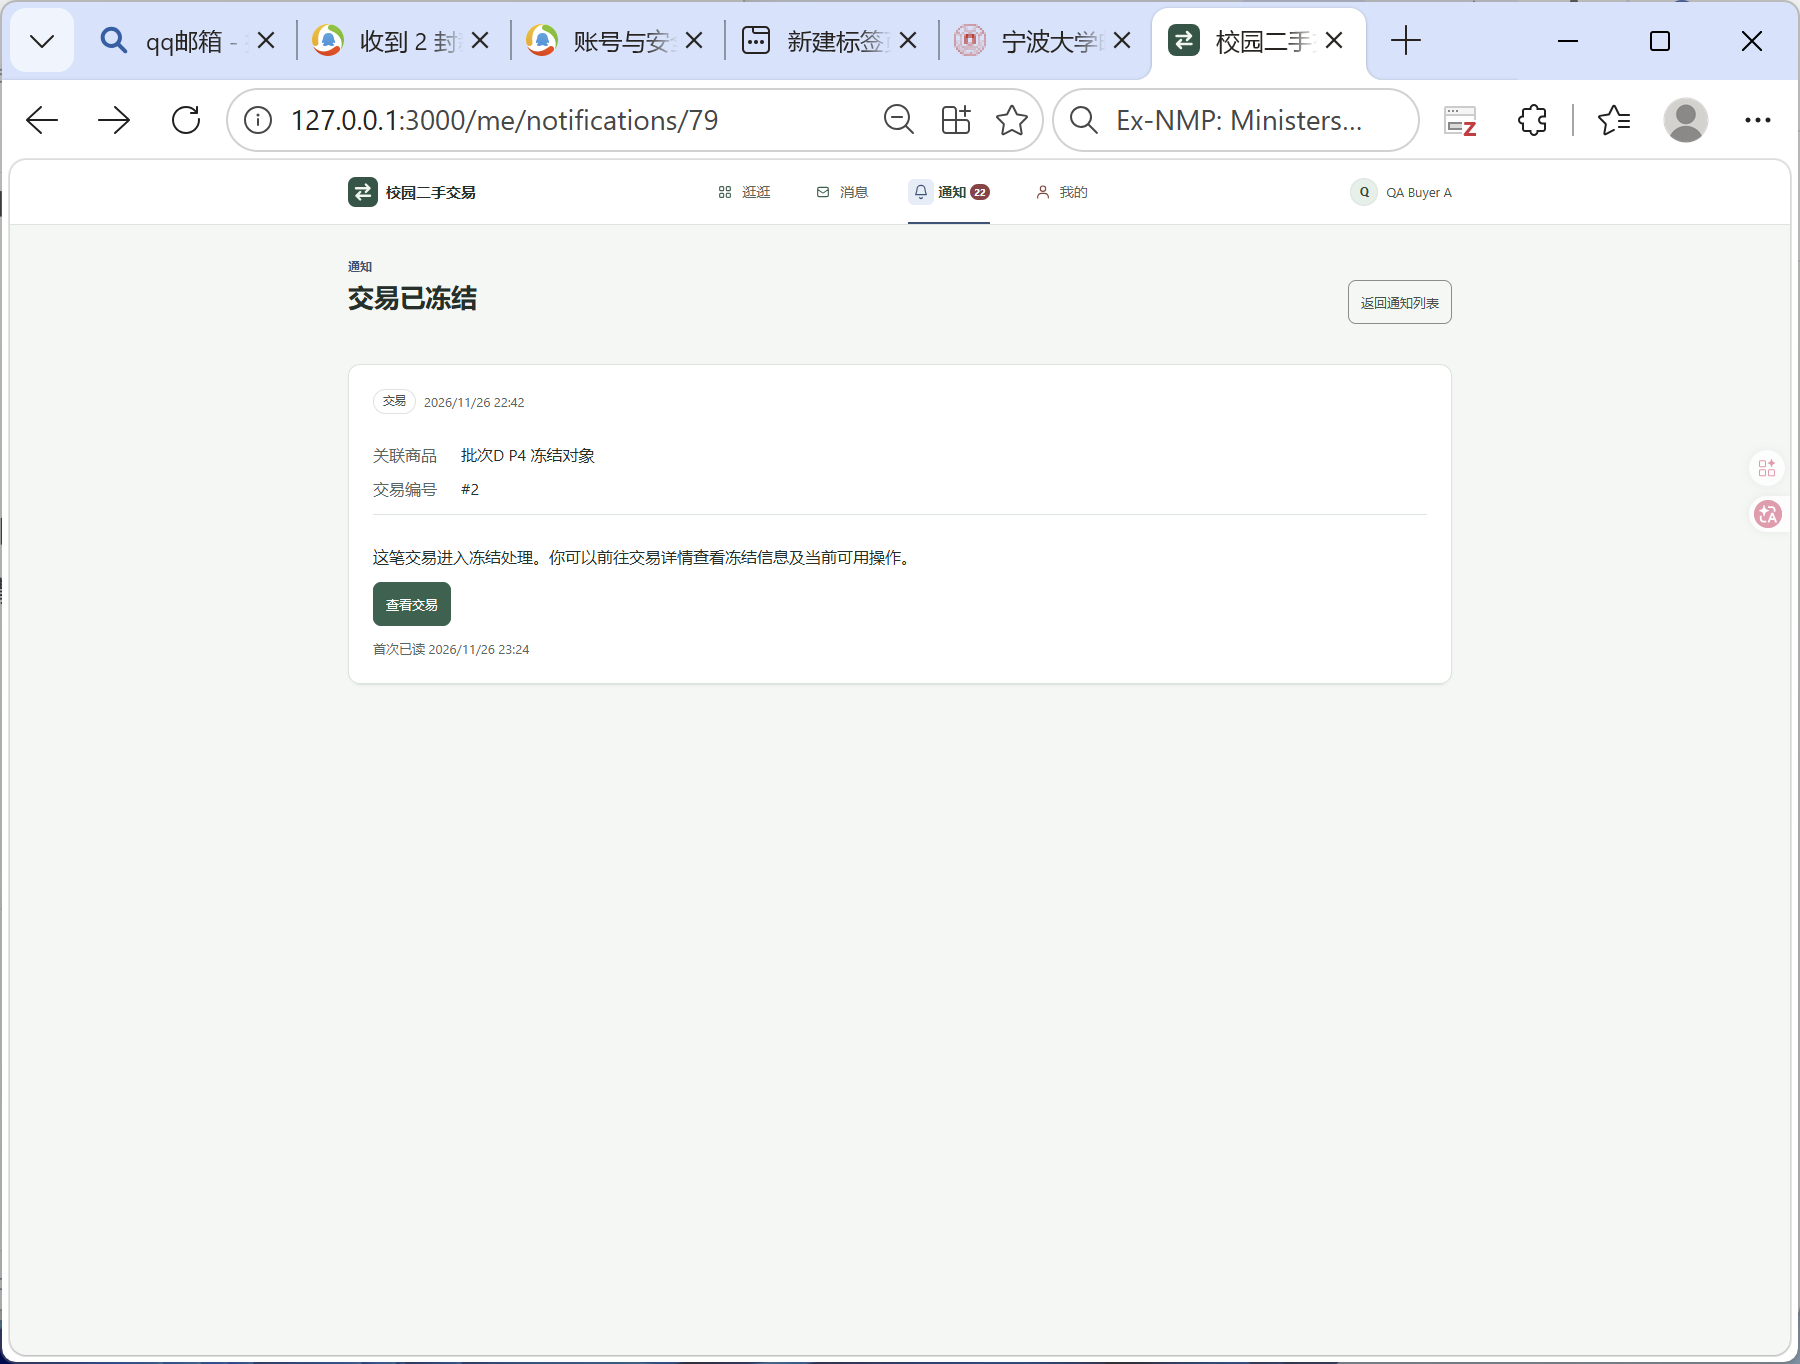 qq邮箱 -
收到 2 封
账号与安
新建标签
宁波大学
校园二手
127.0.0.1:3000/me/notifications/79
Ex-NMP: Ministers...
校园二手交易
逛逛
消息
通知 22
我的
Q QA Buyer A
通知
交易已冻结
返回通知列表
交易 2026/11/26 22:42
关联商品 批次D P4 冻结对象
交易编号 #2
这笔交易进入冻结处理。你可以前往交易详情查看冻结信息及当前可用操作。
查看交易
首次已读 2026/11/26 23:24